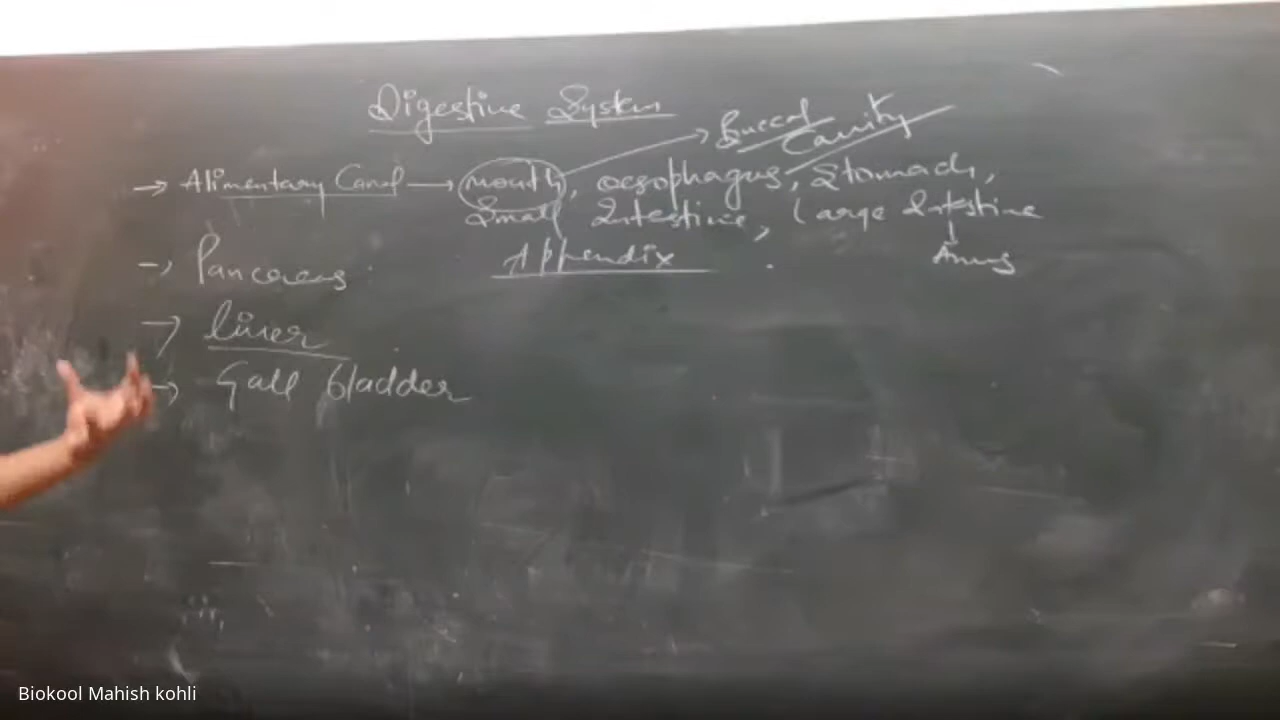 Digestive System
Buccal
Cavity
→ Alimentary Canal → mouth, oesophagus, Stomach,
Small Intestine, Large Intestine
Appendix
Anus
→ Pancereas
→ liver
→ Gall bladder
Biokool Mahish kohli